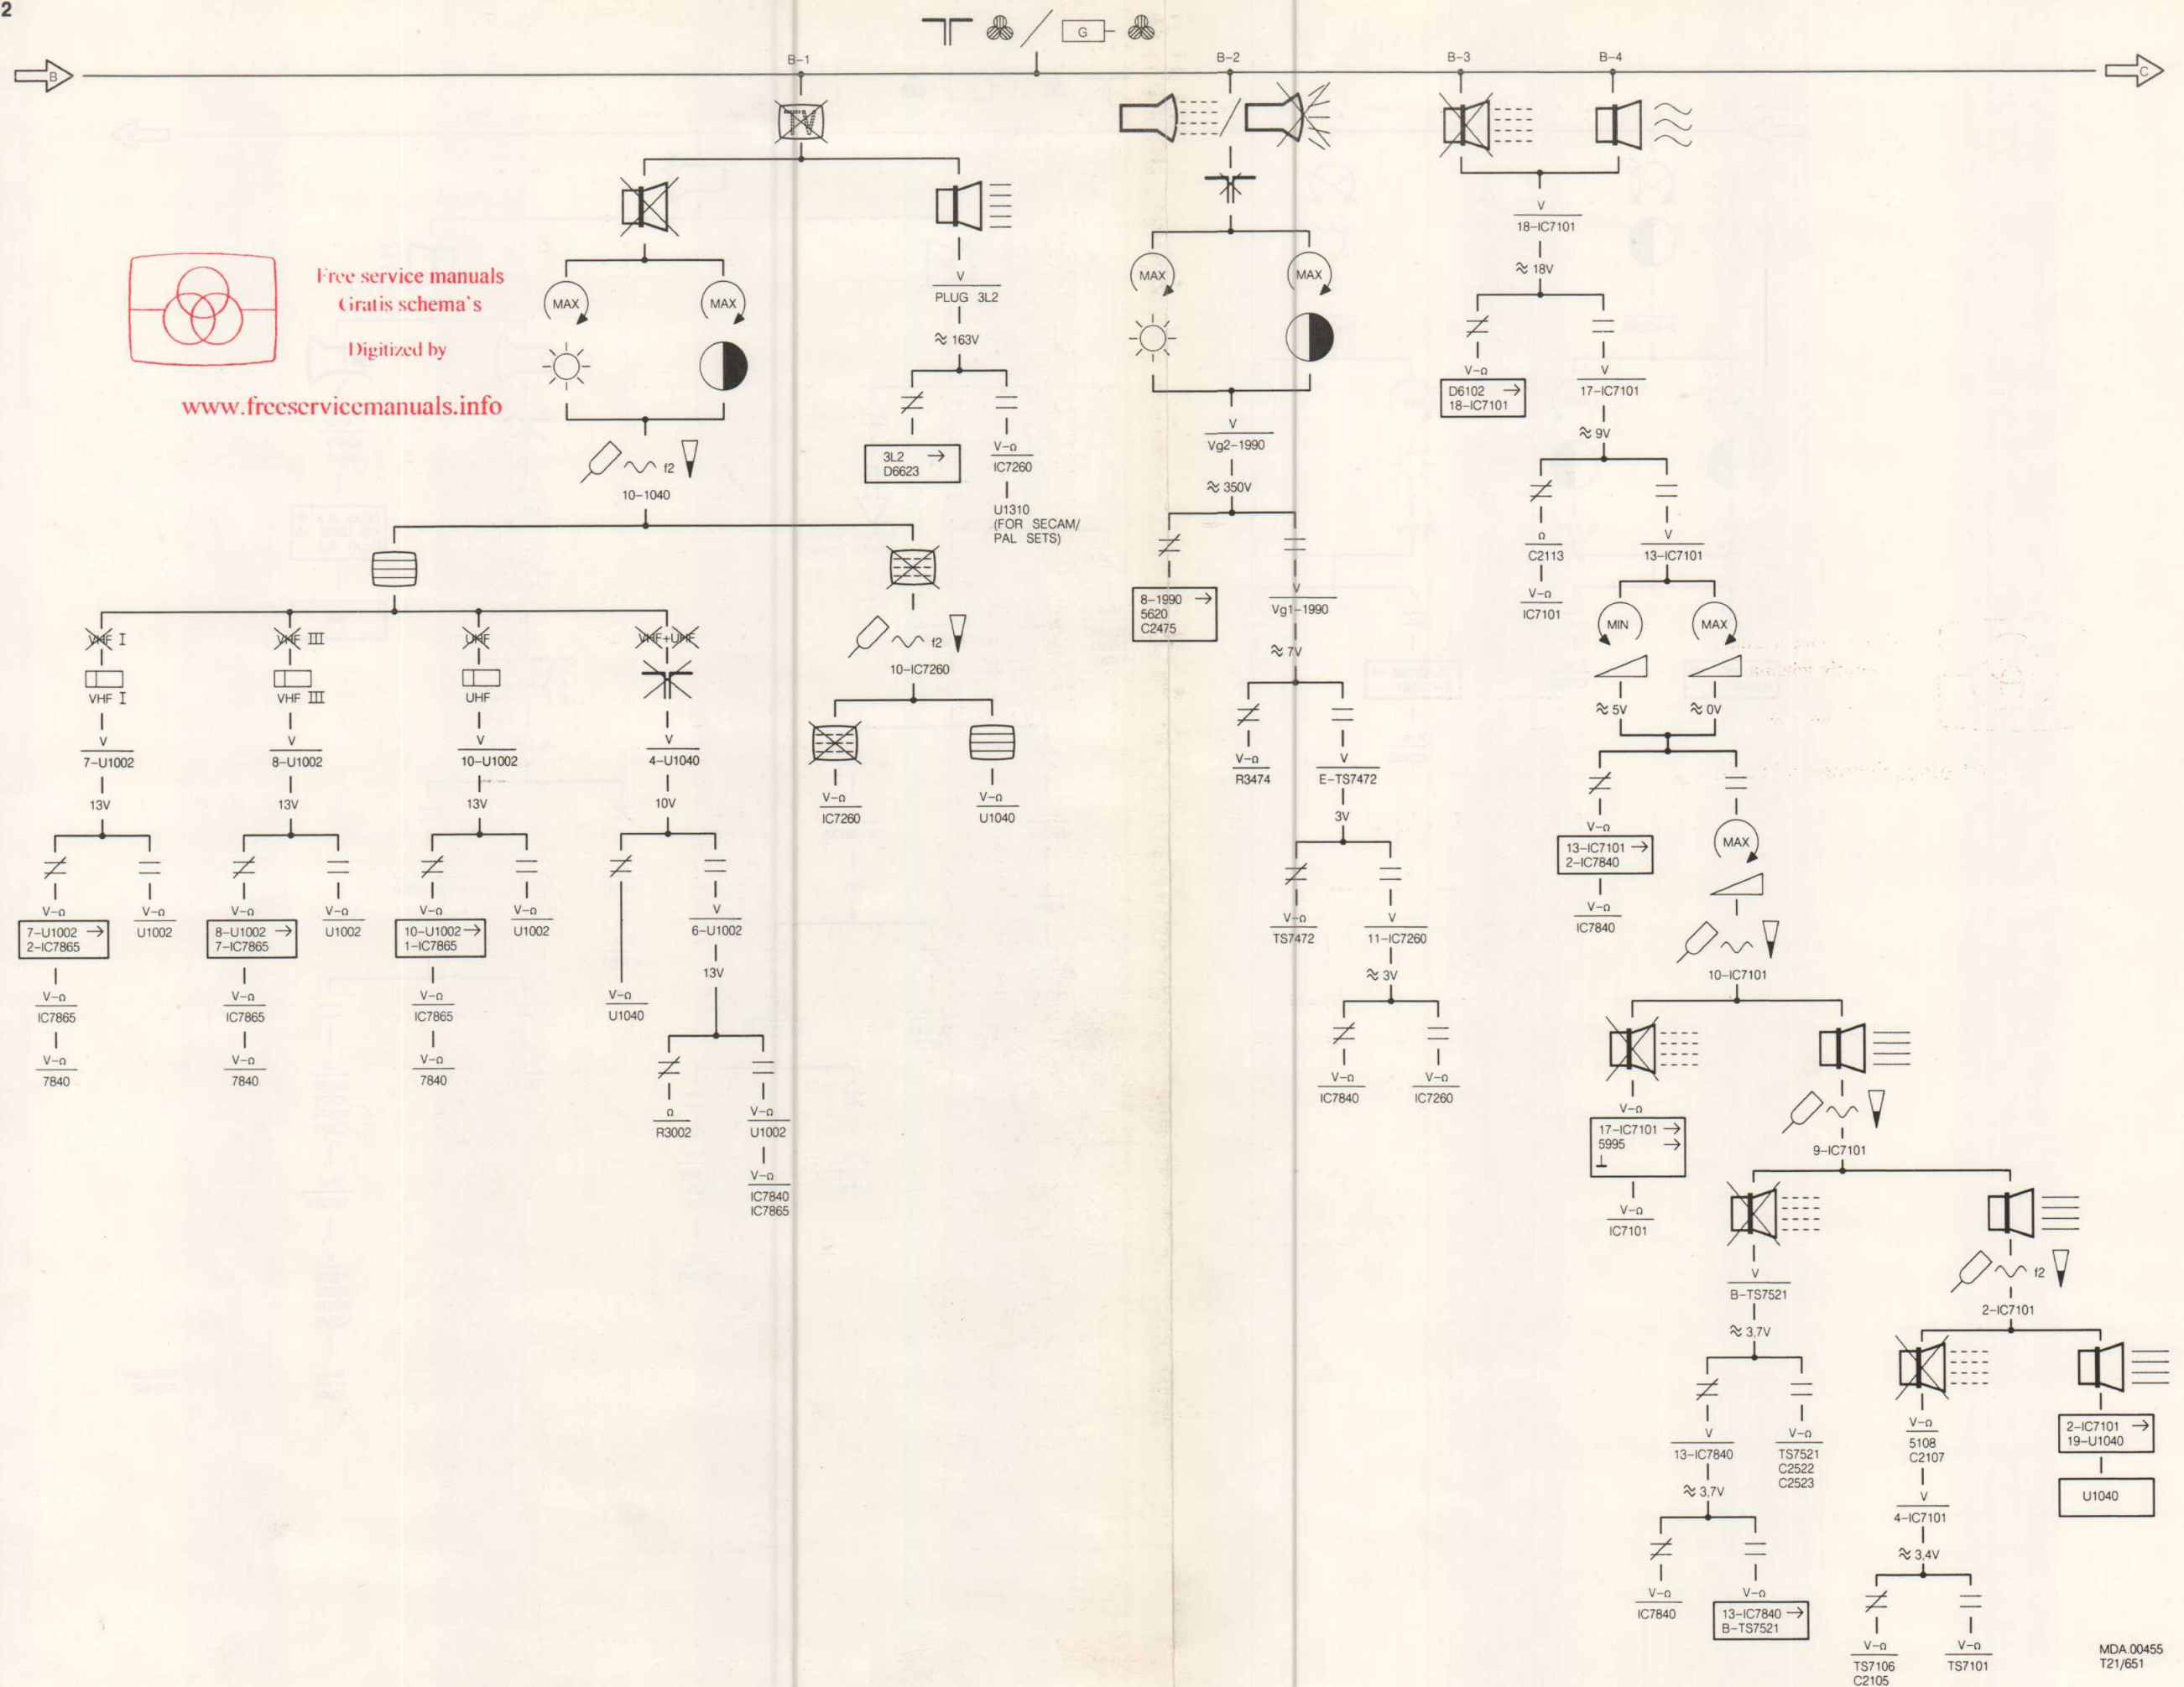 2
G
B
B-1
B-2
B-3
B-4
C
TV
Free service manuals
Gratis schema`s
Digitized by
www.freeservicemanuals.info
MAX
MAX
f2
10-1040
V
PLUG 3L2
≈ 163V
3L2 →
D6623
V-Ω
IC7260
U1310
(FOR SECAM/
PAL SETS)
VHF I
VHF I
V
7-U1002
13V
V-Ω
7-U1002 →
2-IC7865
V-Ω
IC7865
V-Ω
7840
V-Ω
U1002
VHF III
VHF III
V
8-U1002
13V
V-Ω
8-U1002 →
7-IC7865
V-Ω
IC7865
V-Ω
7840
V-Ω
U1002
UHF
UHF
V
10-U1002
13V
V-Ω
10-U1002 →
1-IC7865
V-Ω
IC7865
V-Ω
7840
V-Ω
U1002
VHF+UHF
V
4-U1040
10V
V-Ω
U1040
V
6-U1002
13V
Ω
R3002
V-Ω
U1002
V-Ω
IC7840
IC7865
f2
10-IC7260
V-Ω
IC7260
V-Ω
U1040
MAX
MAX
V
Vg2-1990
≈ 350V
8-1990 →
5620
C2475
V
Vg1-1990
≈ 7V
V-Ω
R3474
V
E-TS7472
3V
V-Ω
TS7472
V
11-IC7260
≈ 3V
V-Ω
IC7840
V-Ω
IC7260
V
18-IC7101
≈ 18V
V-Ω
D6102 →
18-IC7101
V
17-IC7101
≈ 9V
Ω
C2113
V-Ω
IC7101
V
13-IC7101
MIN
MAX
≈ 5V
≈ 0V
V-Ω
13-IC7101 →
2-IC7840
V-Ω
IC7840
MAX
10-IC7101
V-Ω
17-IC7101 →
5995 →
V-Ω
IC7101
9-IC7101
V
B-TS7521
≈ 3,7V
V
13-IC7840
≈ 3,7V
V-Ω
IC7840
V-Ω
13-IC7840 →
B-TS7521
V-Ω
TS7521
C2522
C2523
f2
2-IC7101
V-Ω
5108
C2107
V
4-IC7101
≈ 3,4V
V-Ω
TS7106
C2105
V-Ω
TS7101
2-IC7101 →
19-U1040
U1040
MDA.00455
T21/651